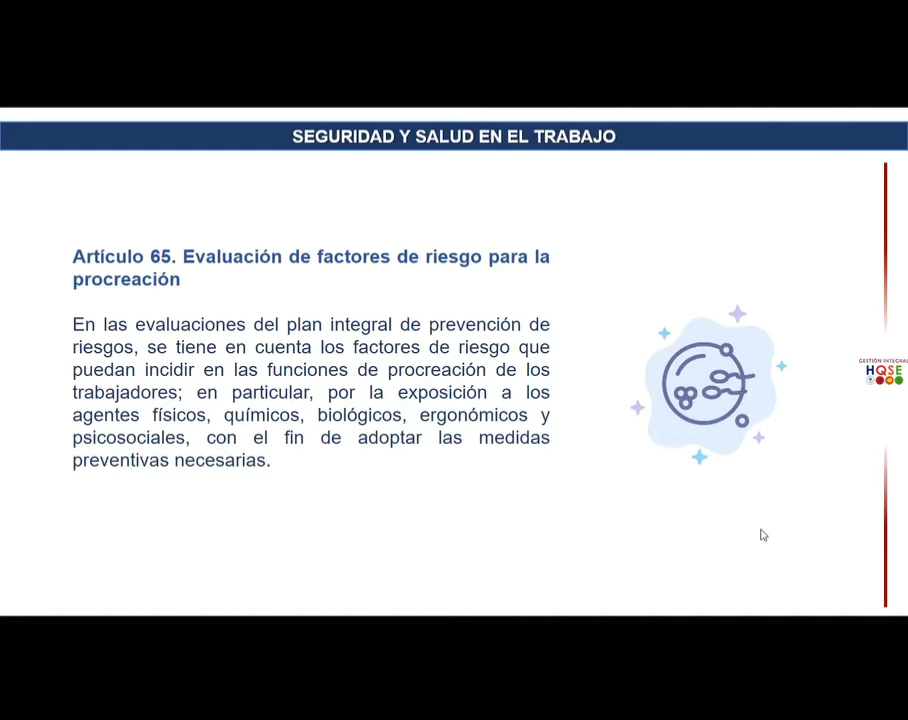 SEGURIDAD Y SALUD EN EL TRABAJO
Artículo 65. Evaluación de factores de riesgo para la
procreación
En las evaluaciones del plan integral de prevención de
riesgos, se tiene en cuenta los factores de riesgo que
puedan incidir en las funciones de procreación de los
trabajadores; en particular, por la exposición a los
agentes físicos, químicos, biológicos, ergonómicos y
psicosociales, con el fin de adoptar las medidas
preventivas necesarias.
GESTIÓN INTEGRAL
HQSE